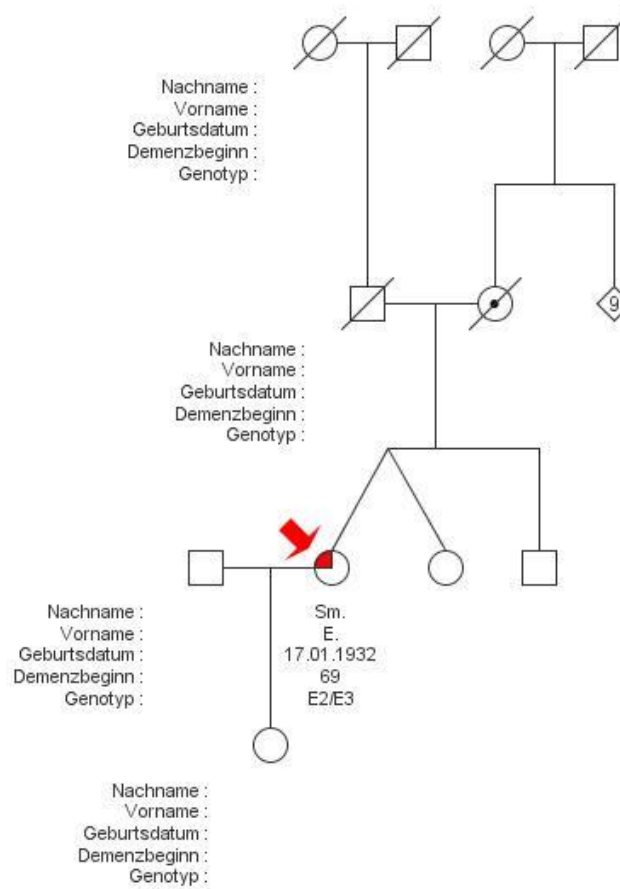 Nachname :
Vorname :
Geburtsdatum :
Demenzbeginn :
Genotyp :
9
Nachname :
Vorname :
Geburtsdatum :
Demenzbeginn :
Genotyp :
Nachname : Sm.
Vorname : E.
Geburtsdatum : 17.01.1932
Demenzbeginn : 69
Genotyp : E2/E3
Nachname :
Vorname :
Geburtsdatum :
Demenzbeginn :
Genotyp :